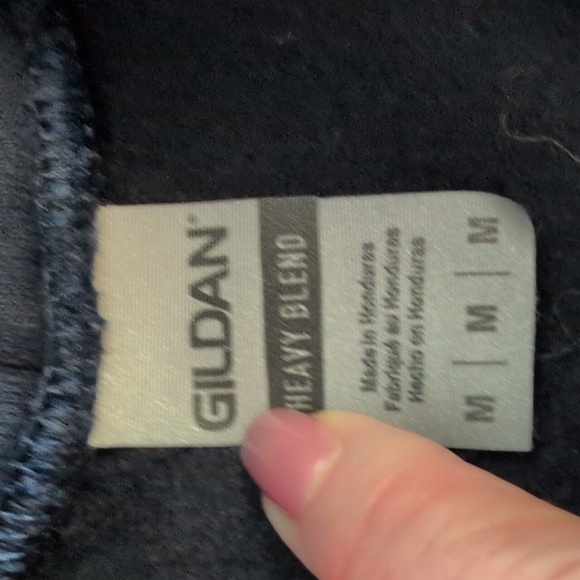 GILDAN®
HEAVY BLEND
Made in Honduras
Fabriqué au Honduras
Hecho en Honduras
M | M | M